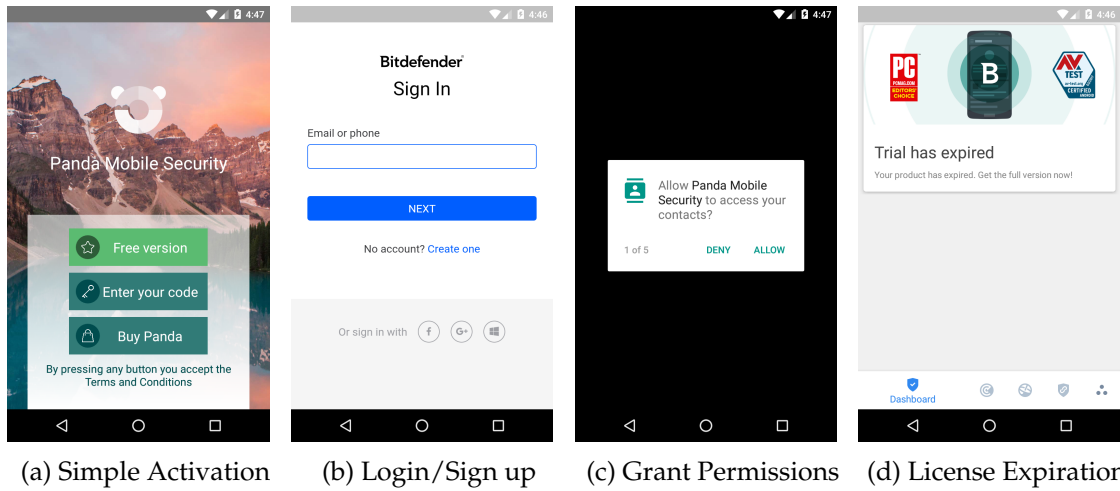 4:47
Panda Mobile Security
Free version
Enter your code
Buy Panda
By pressing any button you accept the
Terms and Conditions
(a) Simple Activation
4:46
Bitdefender
Sign In
Email or phone
NEXT
No account? Create one
Or sign in with
f
G+
(b) Login/Sign up
4:47
Allow Panda Mobile
Security to access your
contacts?
1 of 5
DENY
ALLOW
(c) Grant Permissions
4:46
PC
PCMAG.COM
EDITORS'
CHOICE
B
AV
TEST
CERTIFIED
ANDROID
Trial has expired
Your product has expired. Get the full version now!
Dashboard
(d) License Expiration